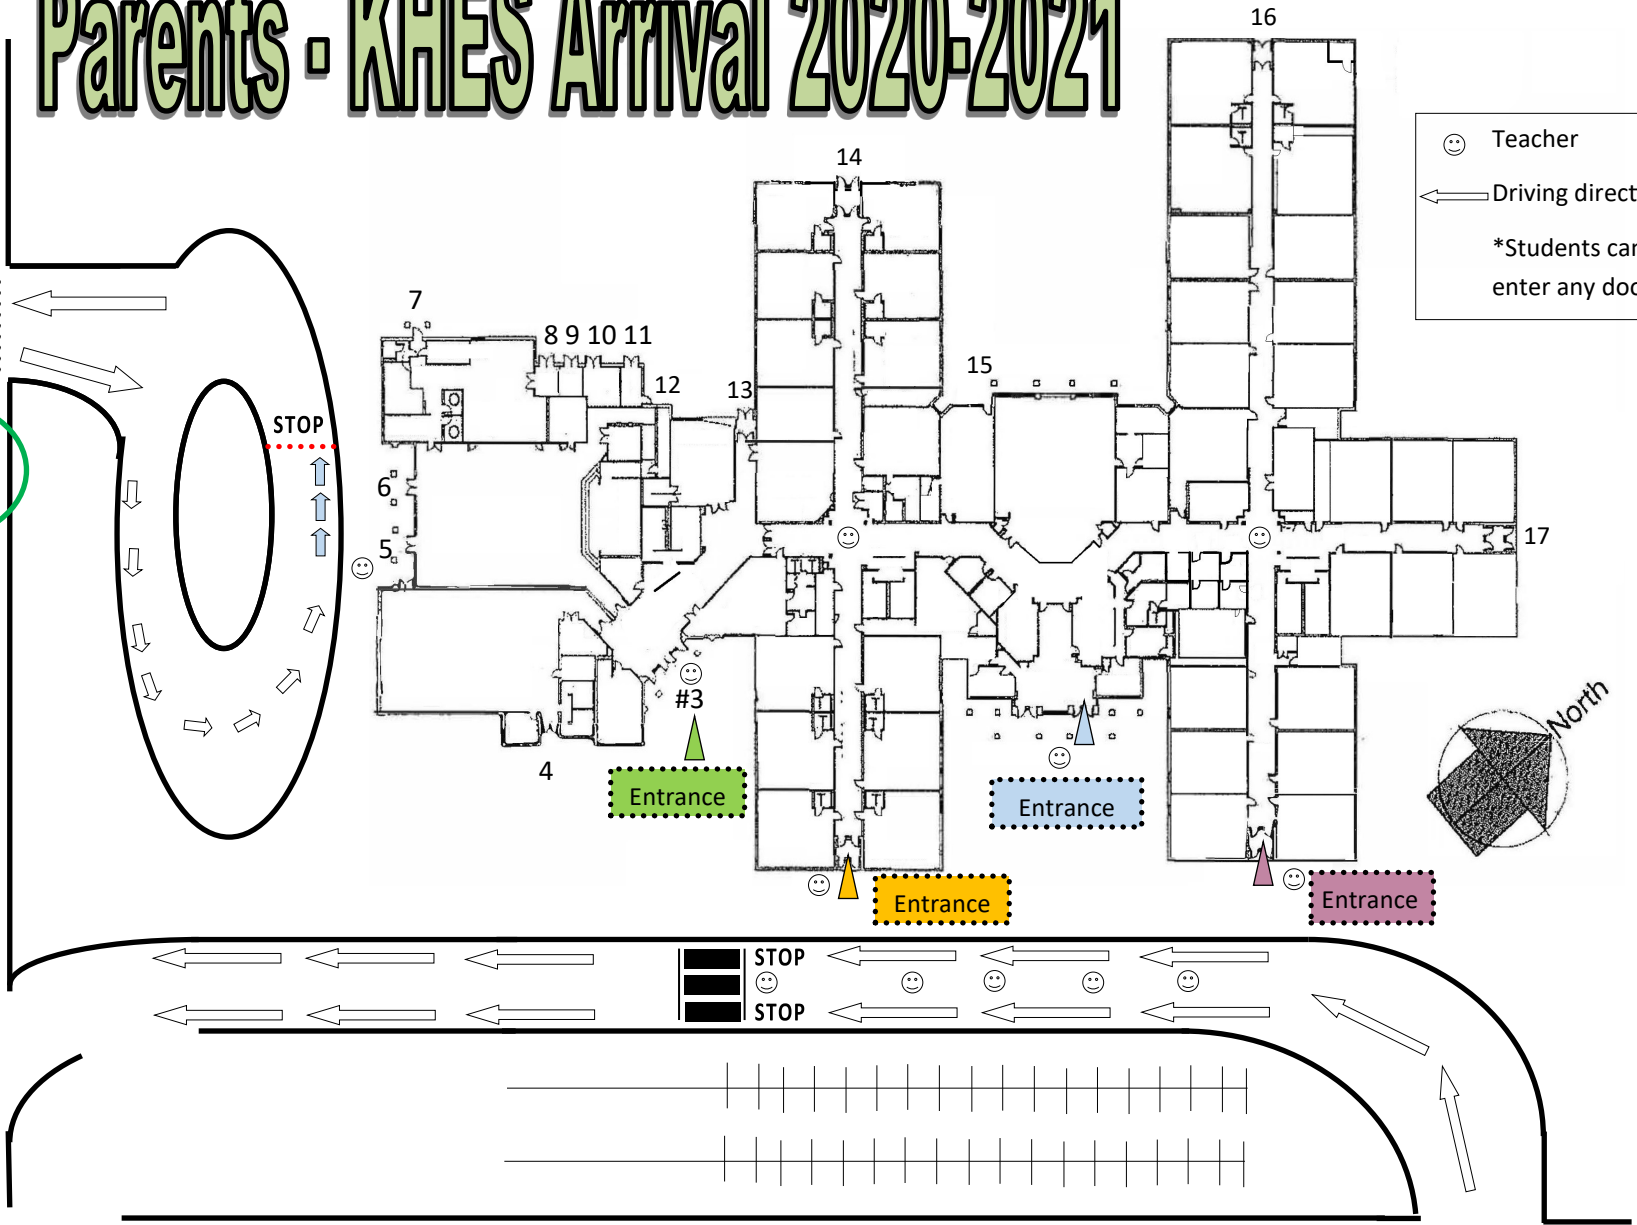 Parents - KHES Arrival 2020-2021
16
Teacher
Driving direct
*Students can
enter any doo
14
7
8 9 10 11
12
13
15
STOP
6
5
17
#3
4
North
Entrance
Entrance
Entrance
Entrance
STOP
STOP